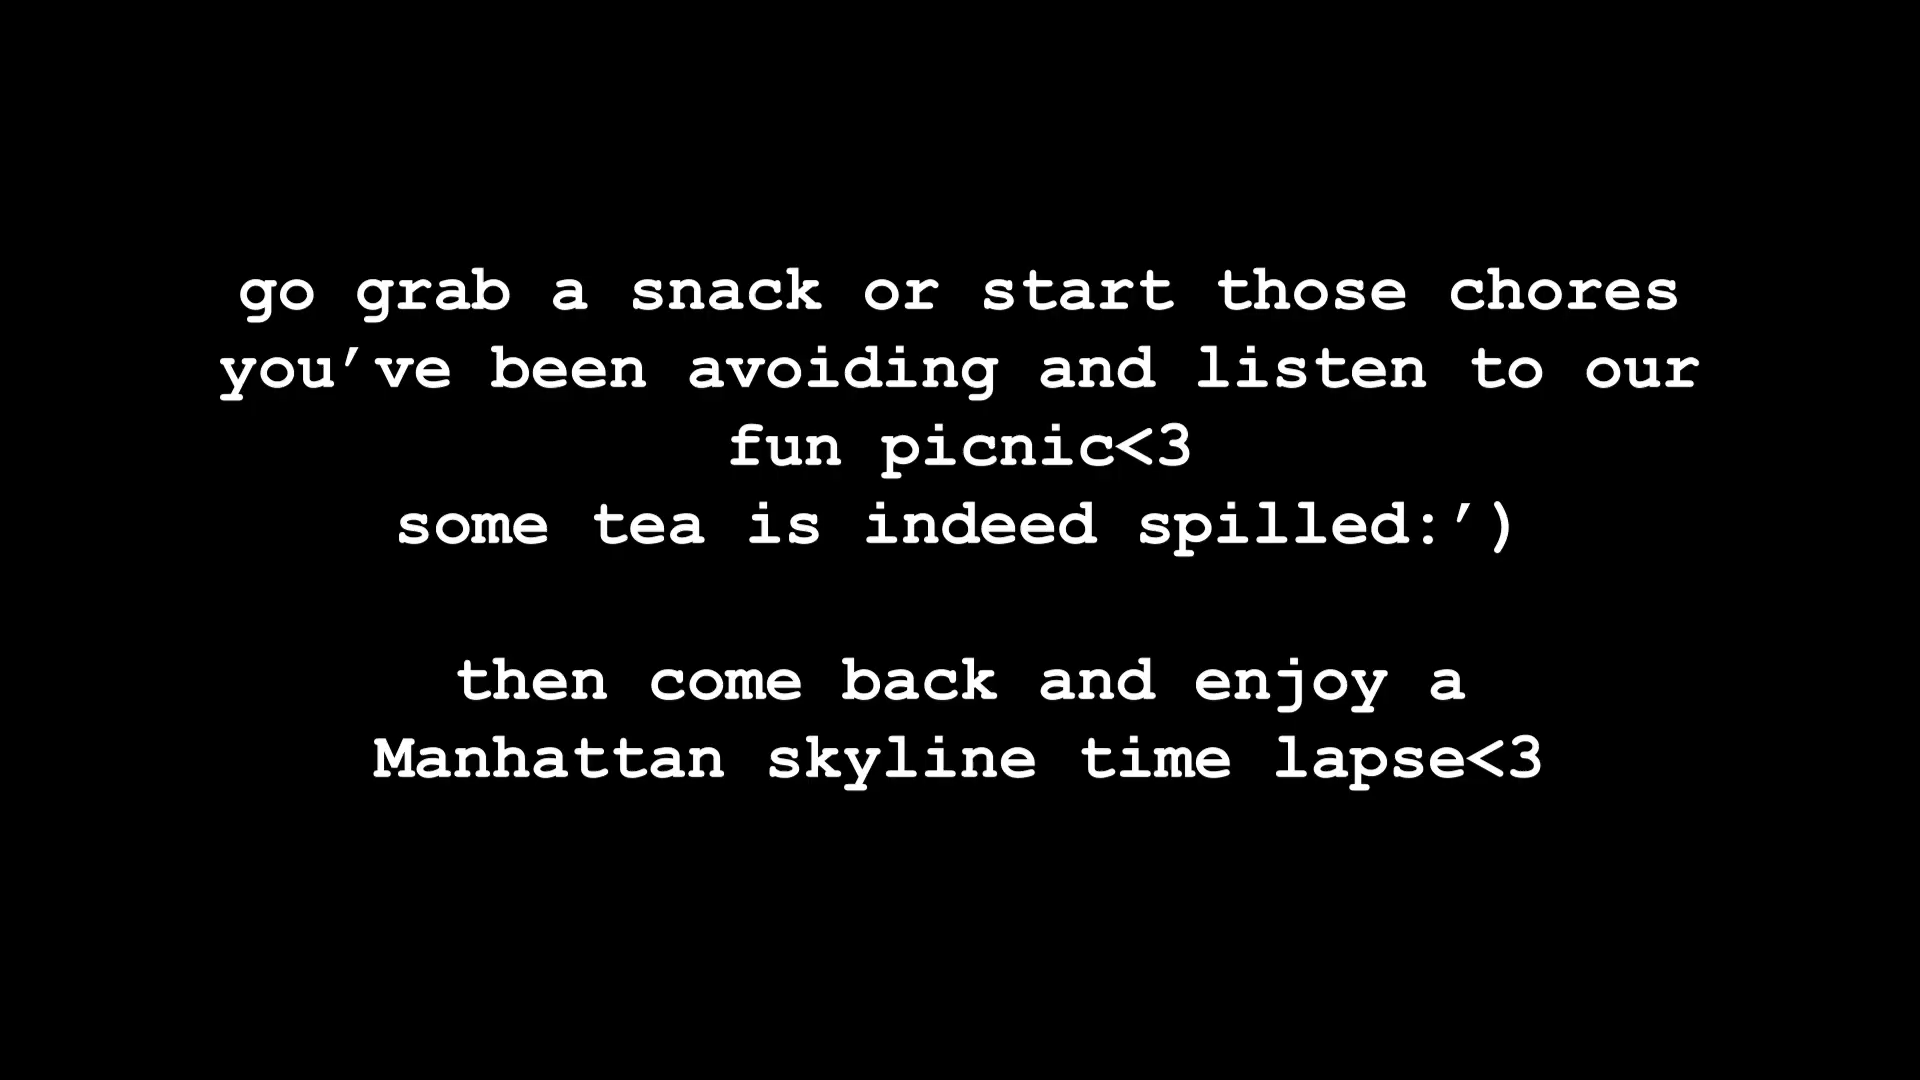 go grab a snack or start those chores
you’ve been avoiding and listen to our
fun picnic<3
some tea is indeed spilled:’)
then come back and enjoy a
Manhattan skyline time lapse<3